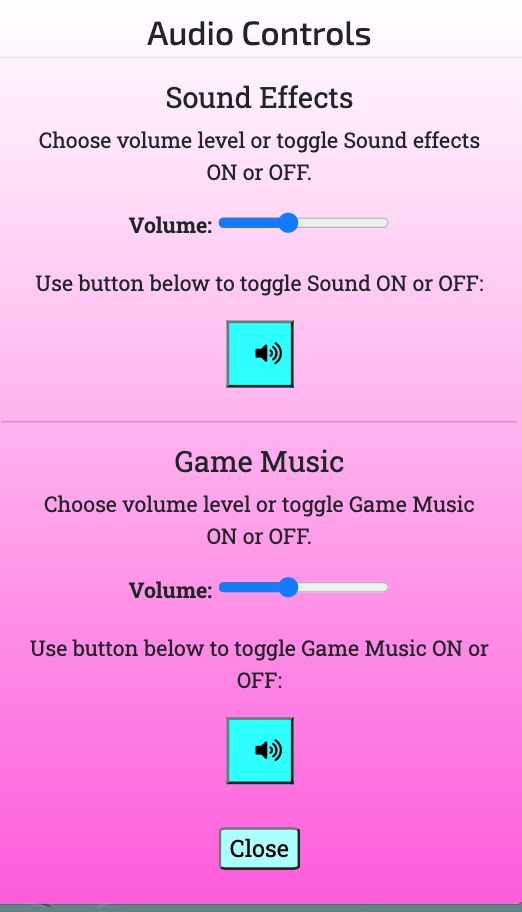 Audio Controls
Sound Effects
Choose volume level or toggle Sound effects
ON or OFF.
Volume:
Use button below to toggle Sound ON or OFF:
Game Music
Choose volume level or toggle Game Music
ON or OFF.
Volume:
Use button below to toggle Game Music ON or
OFF:
Close